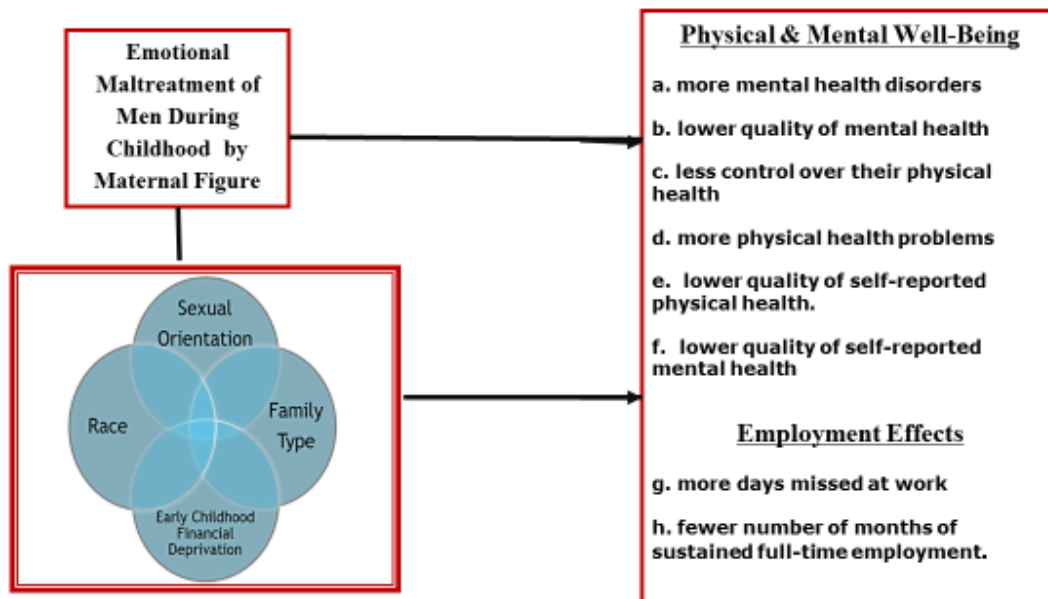 Emotional
Maltreatment of
Men During
Childhood by
Maternal Figure
Sexual
Orientation
Race
Family
Type
Early Childhood
Financial
Deprivation
Physical & Mental Well-Being
a. more mental health disorders
b. lower quality of mental health
c. less control over their physical
health
d. more physical health problems
e. lower quality of self-reported
physical health.
f. lower quality of self-reported
mental health
Employment Effects
g. more days missed at work
h. fewer number of months of
sustained full-time employment.